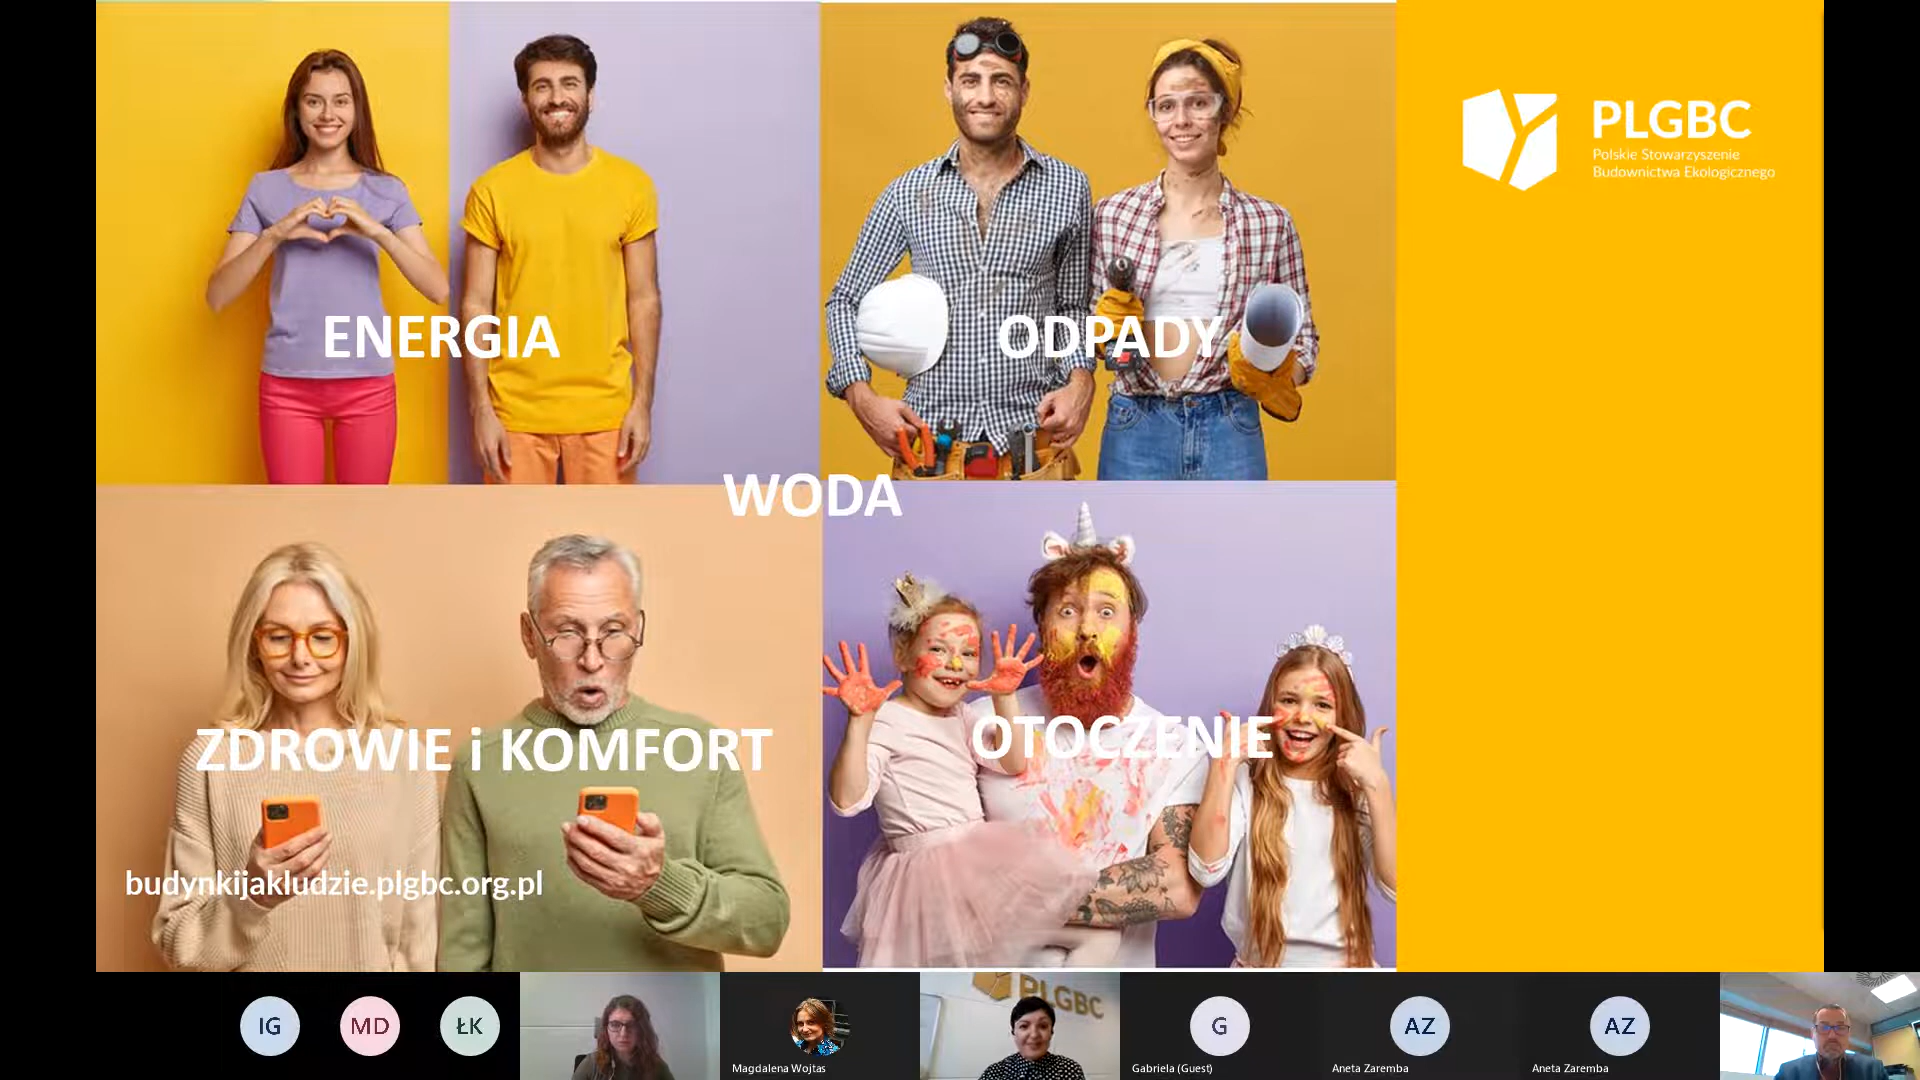 PLGBC
Polskie Stowarzyszenie
Budownictwa Ekologicznego
ENERGIA
ODPADY
WODA
ZDROWIE i KOMFORT
OTOCZENIE
budynkijakludzie.plgbc.org.pl
IG
MD
ŁK
Magdalena Wojtas
PLGBC
G
Gabriela (Guest)
AZ
Aneta Zaremba
AZ
Aneta Zaremba